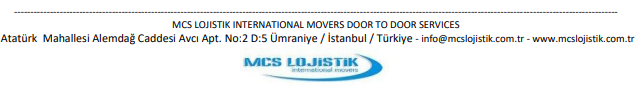 MCS LOJISTIK INTERNATIONAL MOVERS DOOR TO DOOR SERVICES
Atatürk Mahallesi Alemdağ Caddesi Avcı Apt. No:2 D:5 Ümraniye / İstanbul / Türkiye - info@mcslojistik.com.tr - www.mcslojistik.com.tr
MCS LOJİSTİK
international movers